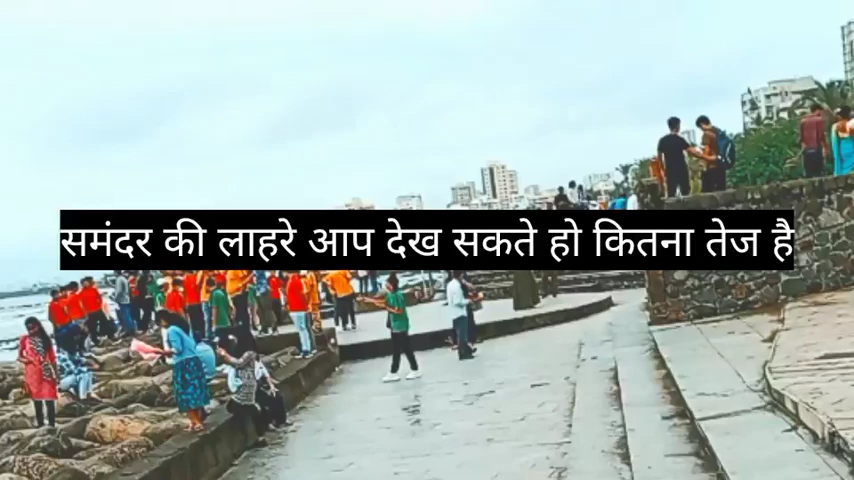 समंदर की लाहरे आप देख सकते हो कितना तेज है